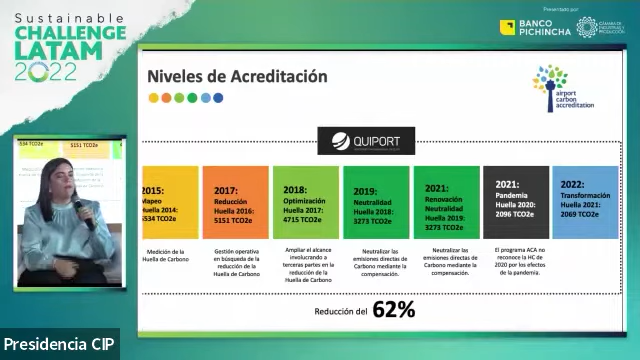 Sustainable
CHALLENGE
LATAM
2022
Presentado por
BANCO
PICHINCHA
CÁMARA DE
INDUSTRIAS Y
PRODUCCIÓN
Niveles de Acreditación
airport
carbon
accreditation
QUIPORT
2015:
Mapeo
Huella 2014:
5534 TCO2e
2017:
Reducción
Huella 2016:
5151 TCO2e
2018:
Optimización
Huella 2017:
4715 TCO2e
2019:
Neutralidad
Huella 2018:
3273 TCO2e
2021:
Renovación
Neutralidad
Huella 2019:
3273 TCO2e
2021:
Pandemia
Huella 2020:
2096 TCO2e
2022:
Transformación
Huella 2021:
2069 TCO2e
Medición de la
Huella de Carbono
Gestión operativa
en búsqueda de la
reducción de la
Huella de Carbono
Ampliar el alcance
involucrando a
terceras partes en la
reducción de la
Huella de Carbono
Neutralizar las
emisiones directas de
Carbono mediante la
compensación.
Neutralizar las
emisiones directas de
Carbono mediante la
compensación.
El programa ACA no
reconoce la HC de
2020 por los efectos
de la pandemia.
Reducción del 62%
5534 TCO2e
5151 TCO2e
Presidencia CIP